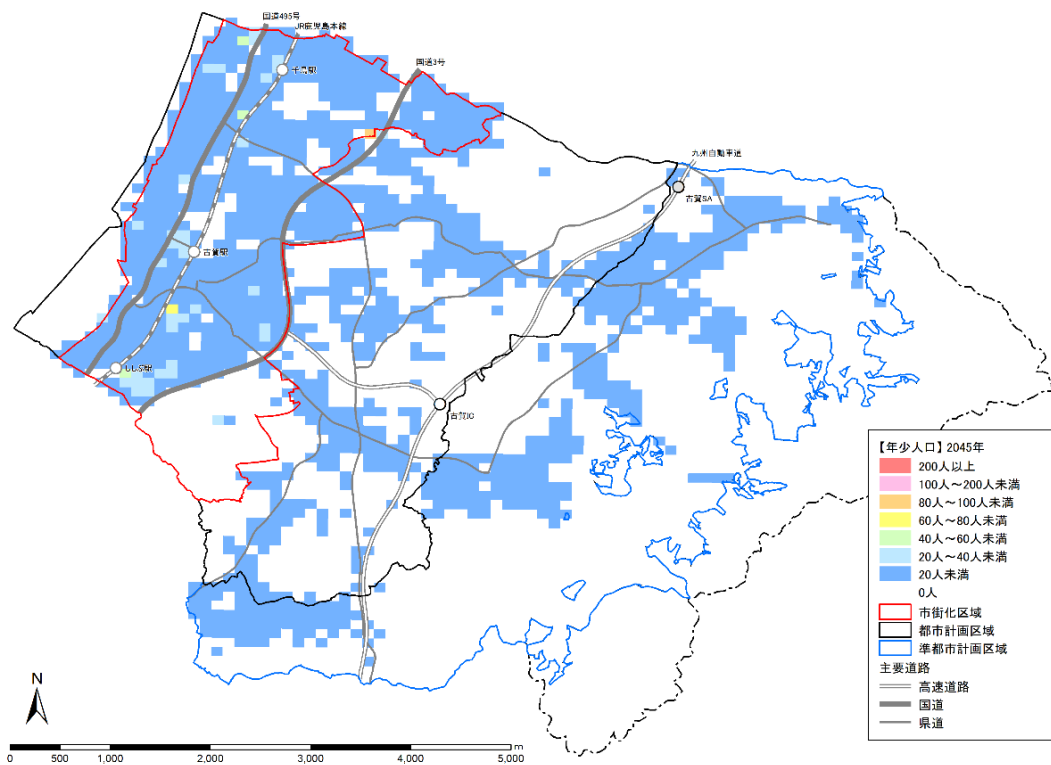 国道495号
JR鹿児島本線
千鳥駅
国道3号
九州自動車道
古賀SA
古賀駅
ししぶ駅
古賀IC
【年少人口】2045年
200人以上
100人～200人未満
80人～100人未満
60人～80人未満
40人～60人未満
20人～40人未満
20人未満
0人
市街化区域
都市計画区域
準都市計画区域
主要道路
高速道路
国道
県道
N
m
0 500 1,000 2,000 3,000 4,000 5,000